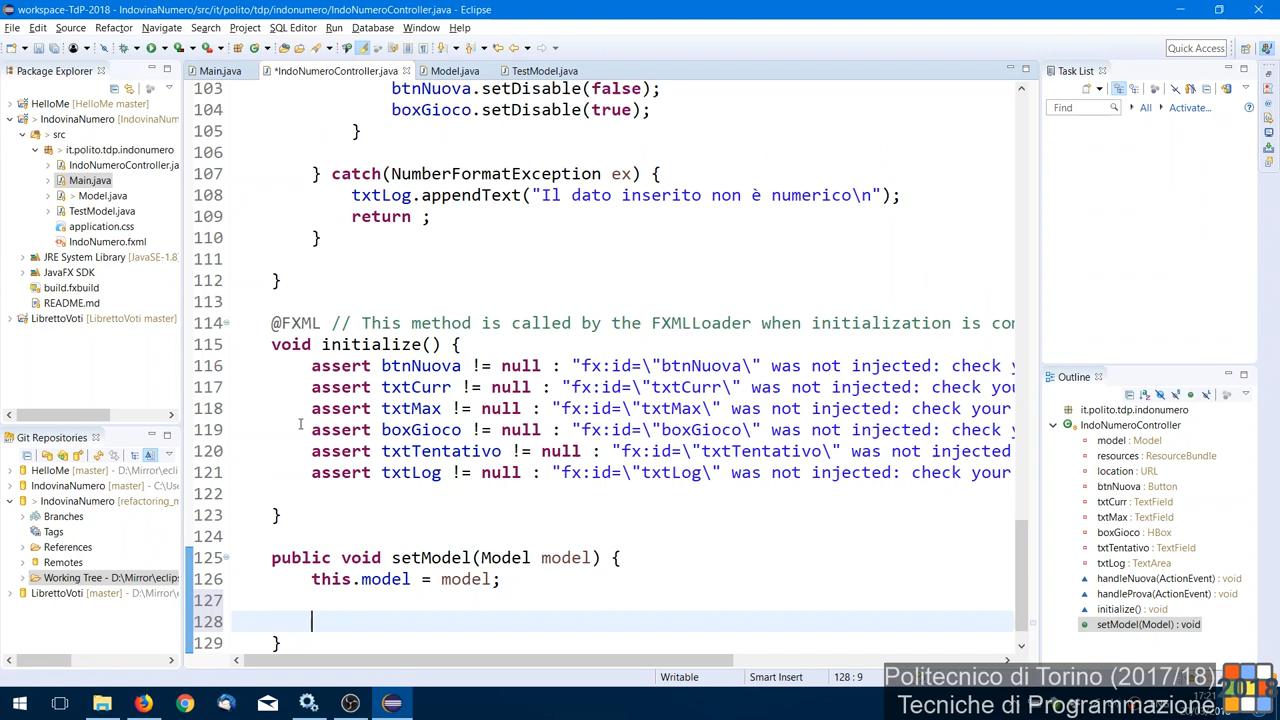 workspace-TdP-2018 - IndovinaNumero/src/it/polito/tdp/indonumero/IndoNumeroController.java - Eclipse
File Edit Source Refactor Navigate Search Project SQL Editor Run Database Window Help
Quick Access
Package Explorer
HelloMe [HelloMe master]
> IndovinaNumero [refactoring_m
src
it.polito.tdp.indonumero
IndoNumeroController.ja
Main.java
> Model.java
TestModel.java
application.css
IndoNumero.fxml
JRE System Library [JavaSE-1.8]
JavaFX SDK
build.fxbuild
README.md
LibrettoVoti [LibrettoVoti master]
Git Repositories
HelloMe [master] - D:\Mirror\ecli
IndovinaNumero [master] - C:\Us
> IndovinaNumero [refactoring_m
Branches
Tags
References
Remotes
Working Tree - D:\Mirror\eclip
LibrettoVoti [master] - D:\Mirror\e
Main.java *IndoNumeroController.java Model.java TestModel.java
103 btnNuova.setDisable(false);
104 boxGioco.setDisable(true);
105 }
106
107 } catch(NumberFormatException ex) {
108 txtLog.appendText("Il dato inserito non è numerico\n");
109 return ;
110 }
111
112 }
113
114 @FXML // This method is called by the FXMLLoader when initialization is con
115 void initialize() {
116 assert btnNuova != null : "fx:id=\"btnNuova\" was not injected: check y
117 assert txtCurr != null : "fx:id=\"txtCurr\" was not injected: check you
118 assert txtMax != null : "fx:id=\"txtMax\" was not injected: check your
119 assert boxGioco != null : "fx:id=\"boxGioco\" was not injected: check y
120 assert txtTentativo != null : "fx:id=\"txtTentativo\" was not injected
121 assert txtLog != null : "fx:id=\"txtLog\" was not injected: check your
122
123 }
124
125 public void setModel(Model model) {
126 this.model = model;
127
128
129 }
Task List
Find All Activate...
Outline
it.polito.tdp.indonumero
IndoNumeroController
model : Model
resources : ResourceBundle
location : URL
btnNuova : Button
txtCurr : TextField
txtMax : TextField
boxGioco : HBox
txtTentativo : TextField
txtLog : TextArea
handleNuova(ActionEvent) : void
handleProva(ActionEvent) : void
initialize() : void
setModel(Model) : void
Writable Smart Insert 128 : 9
Politecnico di Torino (2017/18)
Tecniche di Programmazione
2018
17:21